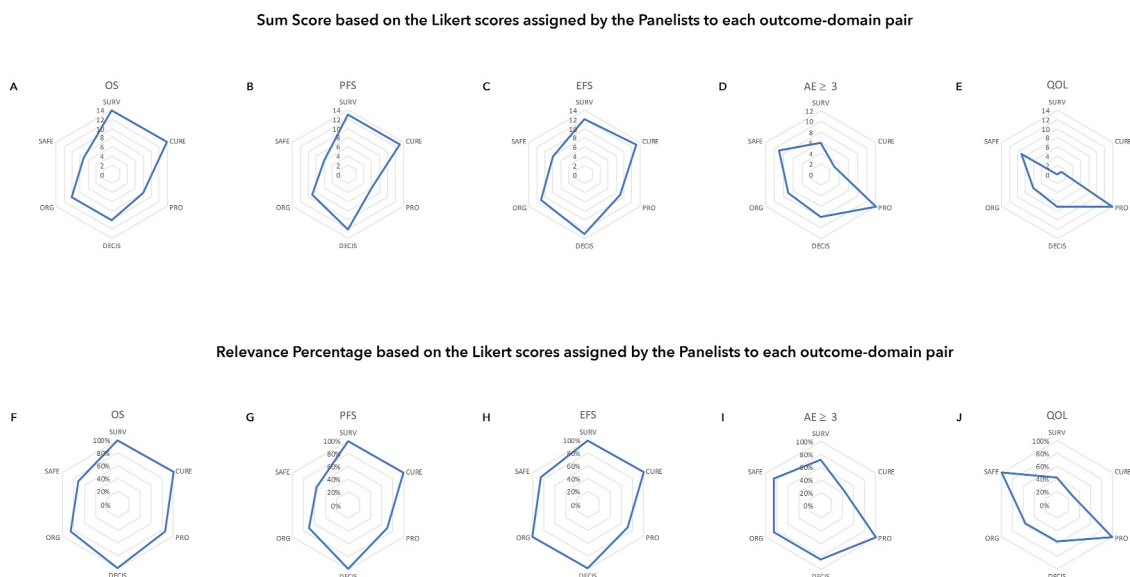 Sum Score based on the Likert scores assigned by the Panelists to each outcome-domain pair
A
OS
SURV
14
12
10
8
6
4
2
0
CURE
PRO
DECIS
ORG
SAFE
B
PFS
SURV
14
12
10
8
6
4
2
0
CURE
PRO
DECIS
ORG
SAFE
C
EFS
SURV
14
12
10
8
6
4
2
0
CURE
PRO
DECIS
ORG
SAFE
D
AE ≥ 3
SURV
12
10
8
6
4
2
0
CURE
PRO
DECIS
ORG
SAFE
E
QOL
SURV
14
12
10
8
6
4
2
0
CURE
PRO
DECIS
ORG
SAFE
Relevance Percentage based on the Likert scores assigned by the Panelists to each outcome-domain pair
F
OS
SURV
100%
80%
60%
40%
20%
0%
CURE
PRO
DECIS
ORG
SAFE
G
PFS
SURV
100%
80%
60%
40%
20%
0%
CURE
PRO
DECIS
ORG
SAFE
H
EFS
SURV
100%
80%
60%
40%
20%
0%
CURE
PRO
DECIS
ORG
SAFE
I
AE ≥ 3
SURV
100%
80%
60%
40%
20%
0%
CURE
PRO
DECIS
ORG
SAFE
J
QOL
SURV
100%
80%
60%
40%
20%
0%
CURE
PRO
DECIS
ORG
SAFE